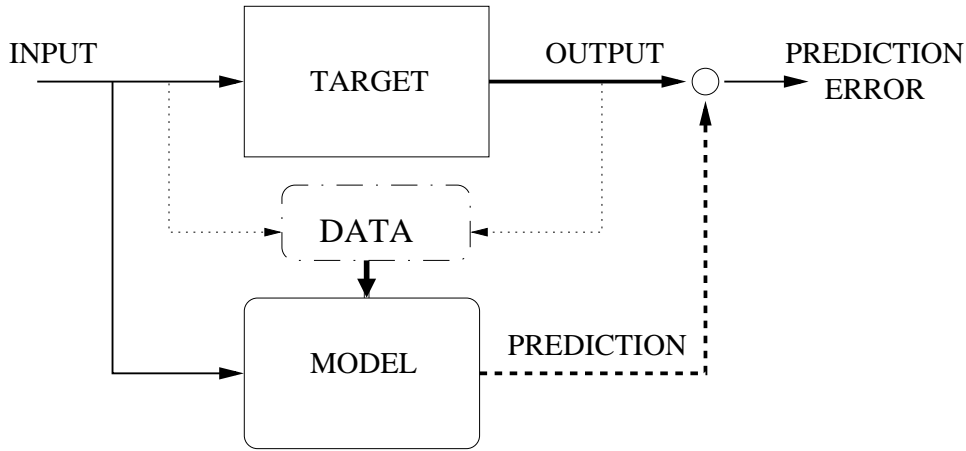 INPUT
TARGET
OUTPUT
PREDICTION
ERROR
DATA
MODEL
PREDICTION